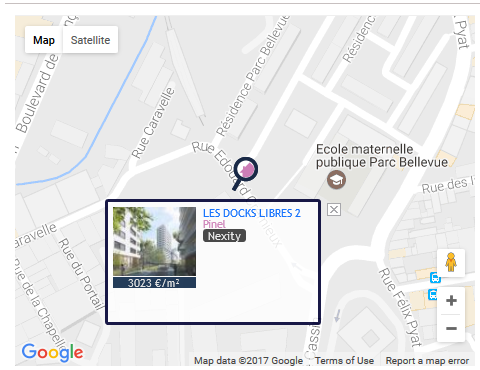 Map
Satellite
Boulevard de
Rue Caravelle
Résidence Parc Bellevue
Résidence
Pyat
Rue Edouard
Ecole maternelle
publique Parc Bellevue
Rue des
Caravelle
Rue du Portail
Rue de la Chapelle
LES DOCKS LIBRES 2
Pinel
Nexity
3023 €/m²
Rue Félix Pyat
Cassi
+
−
Google
Map data ©2017 Google
Terms of Use
Report a map error